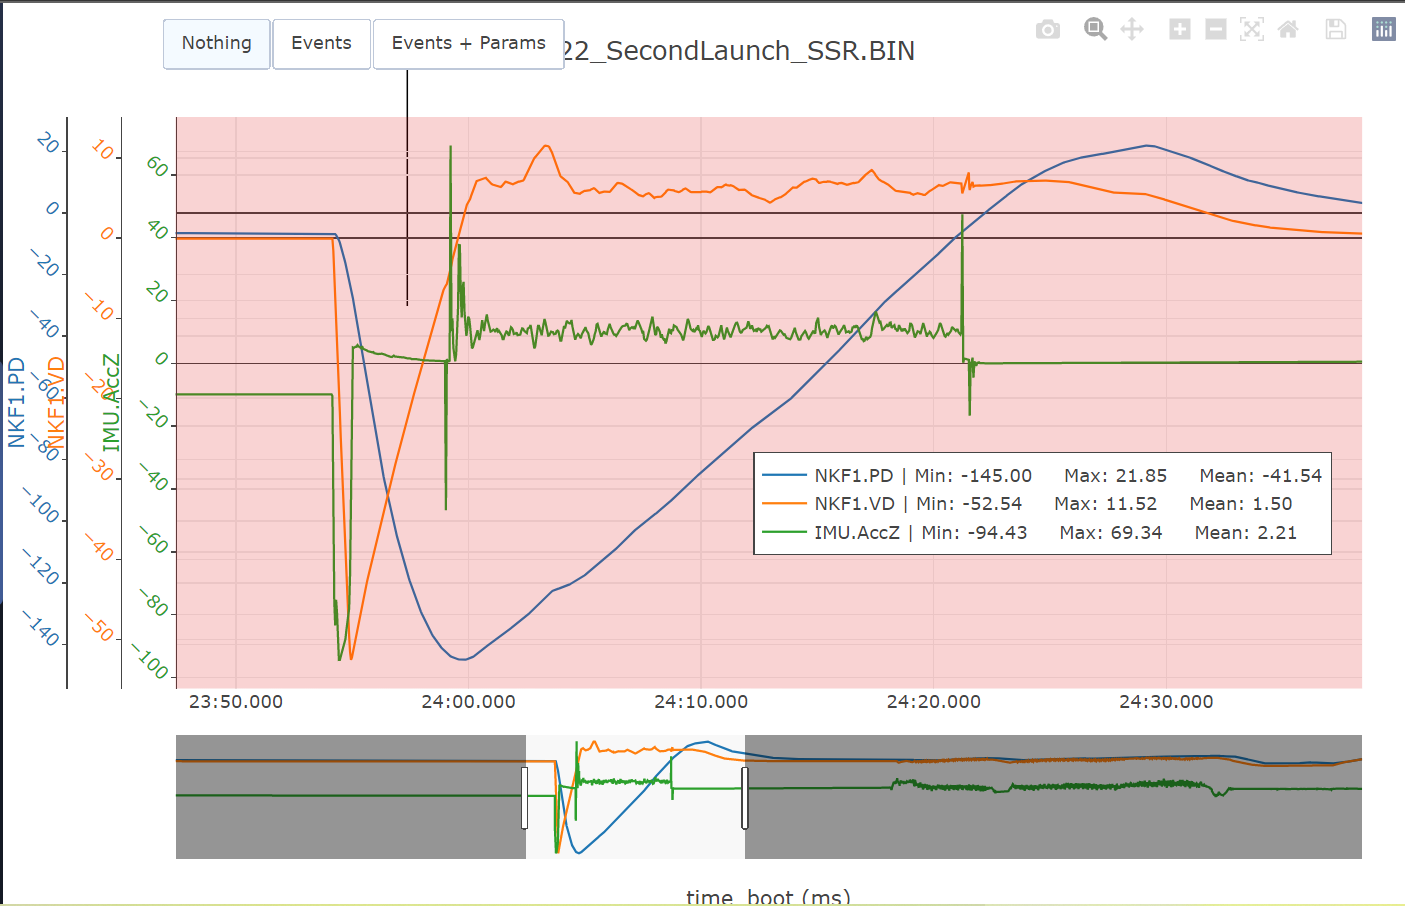 Nothing
Events
Events + Params
22_SecondLaunch_SSR.BIN
20
0
−20
−40
−60
−80
−100
−120
−140
NKF1.PD
10
0
−10
−20
−30
−40
−50
NKF1.VD
60
40
20
0
−20
−40
−60
−80
−100
IMU.AccZ
NKF1.PD | Min: -145.00 Max: 21.85 Mean: -41.54
NKF1.VD | Min: -52.54 Max: 11.52 Mean: 1.50
IMU.AccZ | Min: -94.43 Max: 69.34 Mean: 2.21
23:50.000 24:00.000 24:10.000 24:20.000 24:30.000
time_boot (ms)